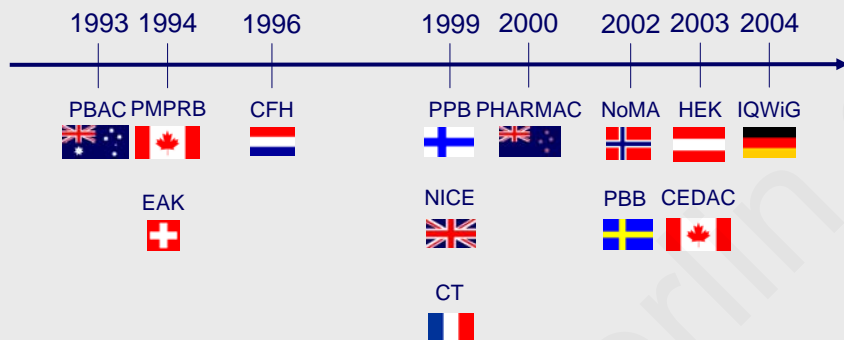 1993 1994 1996 1999 2000 2002 2003 2004
PBAC PMPRB CFH PPB PHARMAC NoMA HEK IQWiG
EAK NICE PBB CEDAC
CT